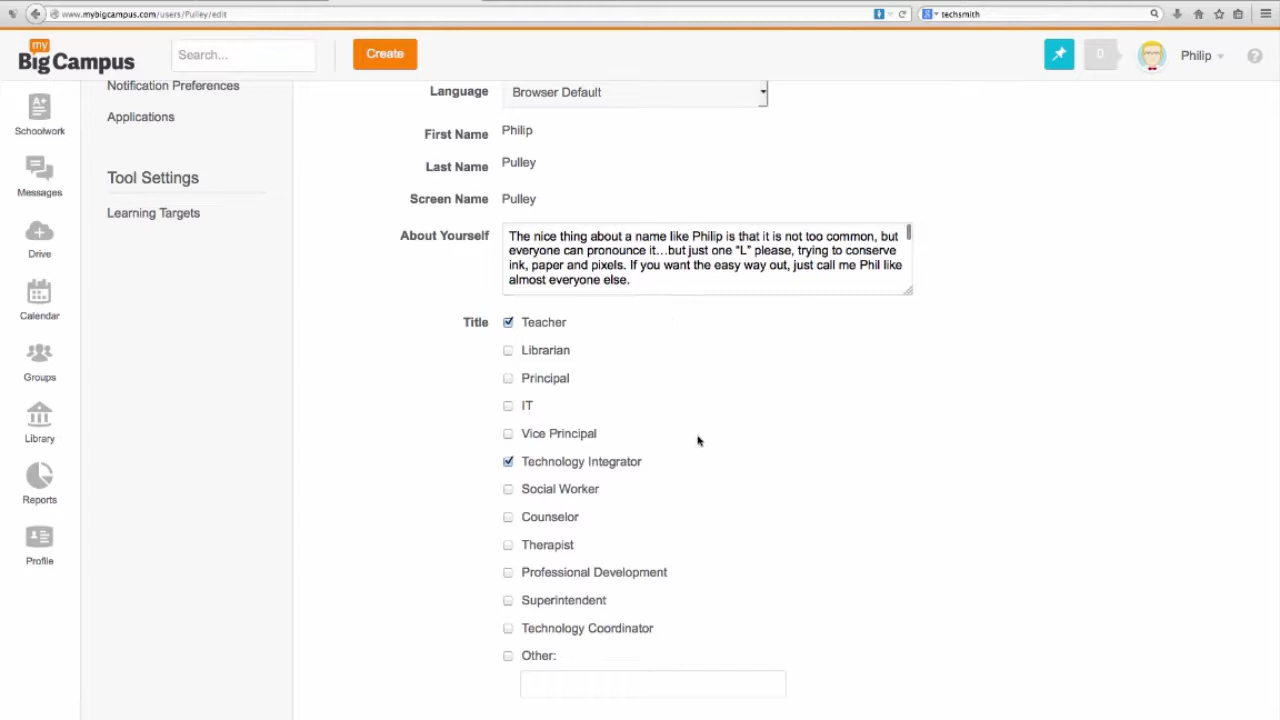 www.mybigcampus.com/users/Pulley/edit
techsmith
my
BigCampus
Search...
Create
0
Philip
Schoolwork
Messages
Drive
Calendar
Groups
Library
Reports
Profile
Notification Preferences
Applications
Tool Settings
Learning Targets
Language Browser Default
First Name Philip
Last Name Pulley
Screen Name Pulley
About Yourself
The nice thing about a name like Philip is that it is not too common, but
everyone can pronounce it...but just one "L" please, trying to conserve
ink, paper and pixels. If you want the easy way out, just call me Phil like
almost everyone else.
Title
Teacher
Librarian
Principal
IT
Vice Principal
Technology Integrator
Social Worker
Counselor
Therapist
Professional Development
Superintendent
Technology Coordinator
Other: